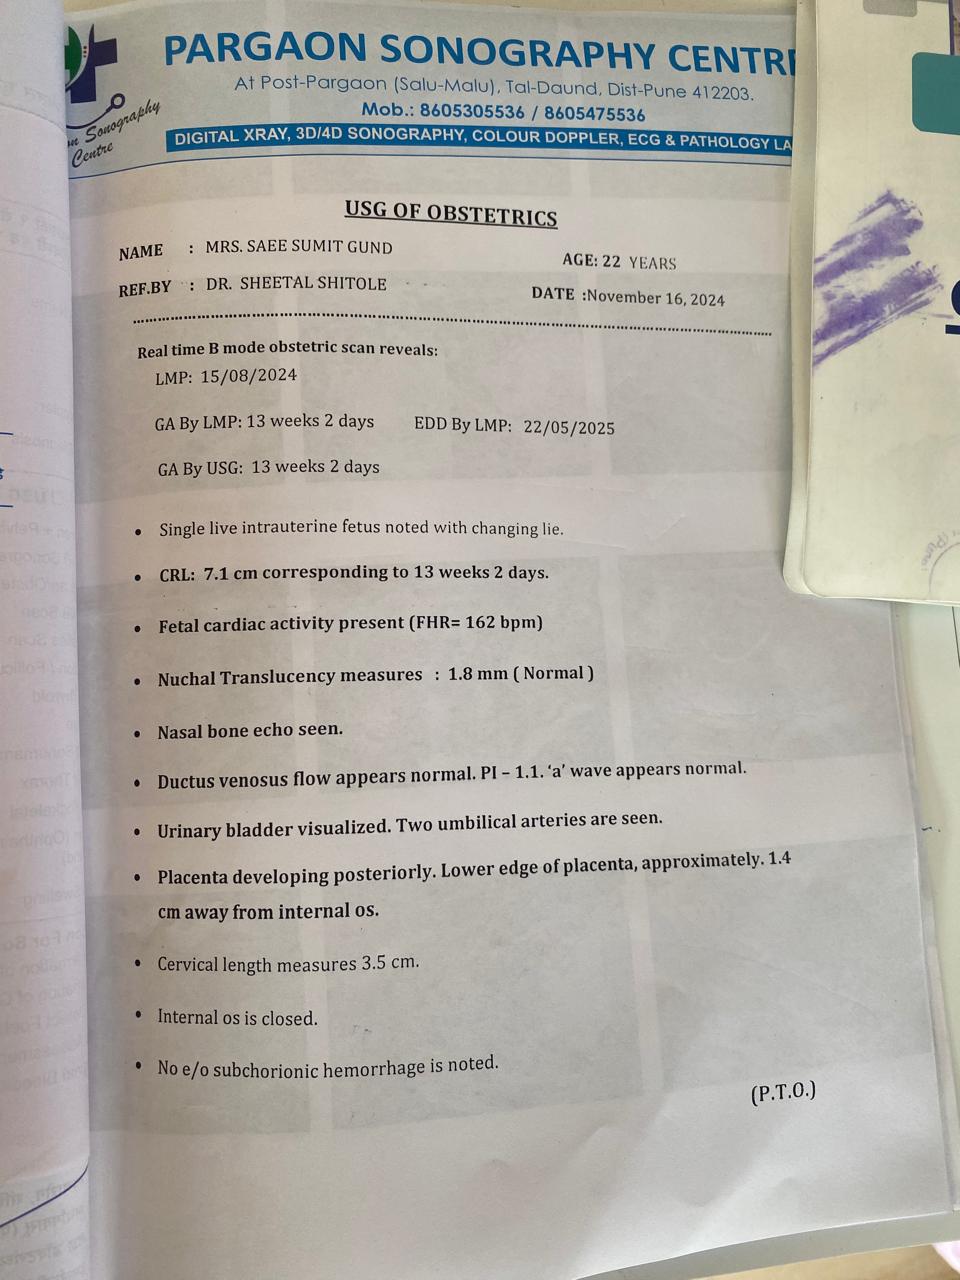 PARGAON SONOGRAPHY CENTR
At Post-Pargaon (Salu-Malu), Tal-Daund, Dist-Pune 412203.
Mob.: 8605305536 / 8605475536
Sonography
Centre
DIGITAL XRAY, 3D/4D SONOGRAPHY, COLOUR DOPPLER, ECG & PATHOLOGY LA
USG OF OBSTETRICS
NAME : MRS. SAEE SUMIT GUND AGE: 22 YEARS
REF.BY : DR. SHEETAL SHITOLE DATE :November 16, 2024
Real time B mode obstetric scan reveals:
LMP: 15/08/2024
GA By LMP: 13 weeks 2 days EDD By LMP: 22/05/2025
GA By USG: 13 weeks 2 days
• Single live intrauterine fetus noted with changing lie.
• CRL: 7.1 cm corresponding to 13 weeks 2 days.
• Fetal cardiac activity present (FHR= 162 bpm)
• Nuchal Translucency measures : 1.8 mm ( Normal )
• Nasal bone echo seen.
• Ductus venosus flow appears normal. PI – 1.1. ‘a’ wave appears normal.
• Urinary bladder visualized. Two umbilical arteries are seen.
• Placenta developing posteriorly. Lower edge of placenta, approximately. 1.4
cm away from internal os.
• Cervical length measures 3.5 cm.
• Internal os is closed.
• No e/o subchorionic hemorrhage is noted.
(P.T.O.)